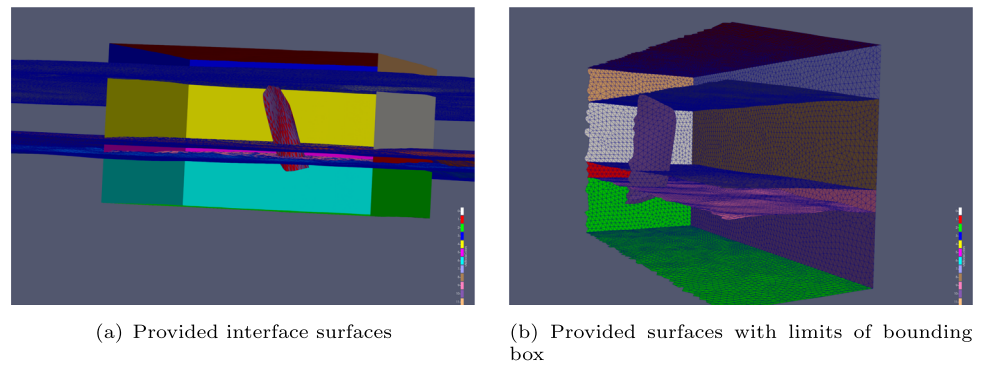 (a) Provided interface surfaces
(b) Provided surfaces with limits of bounding
box